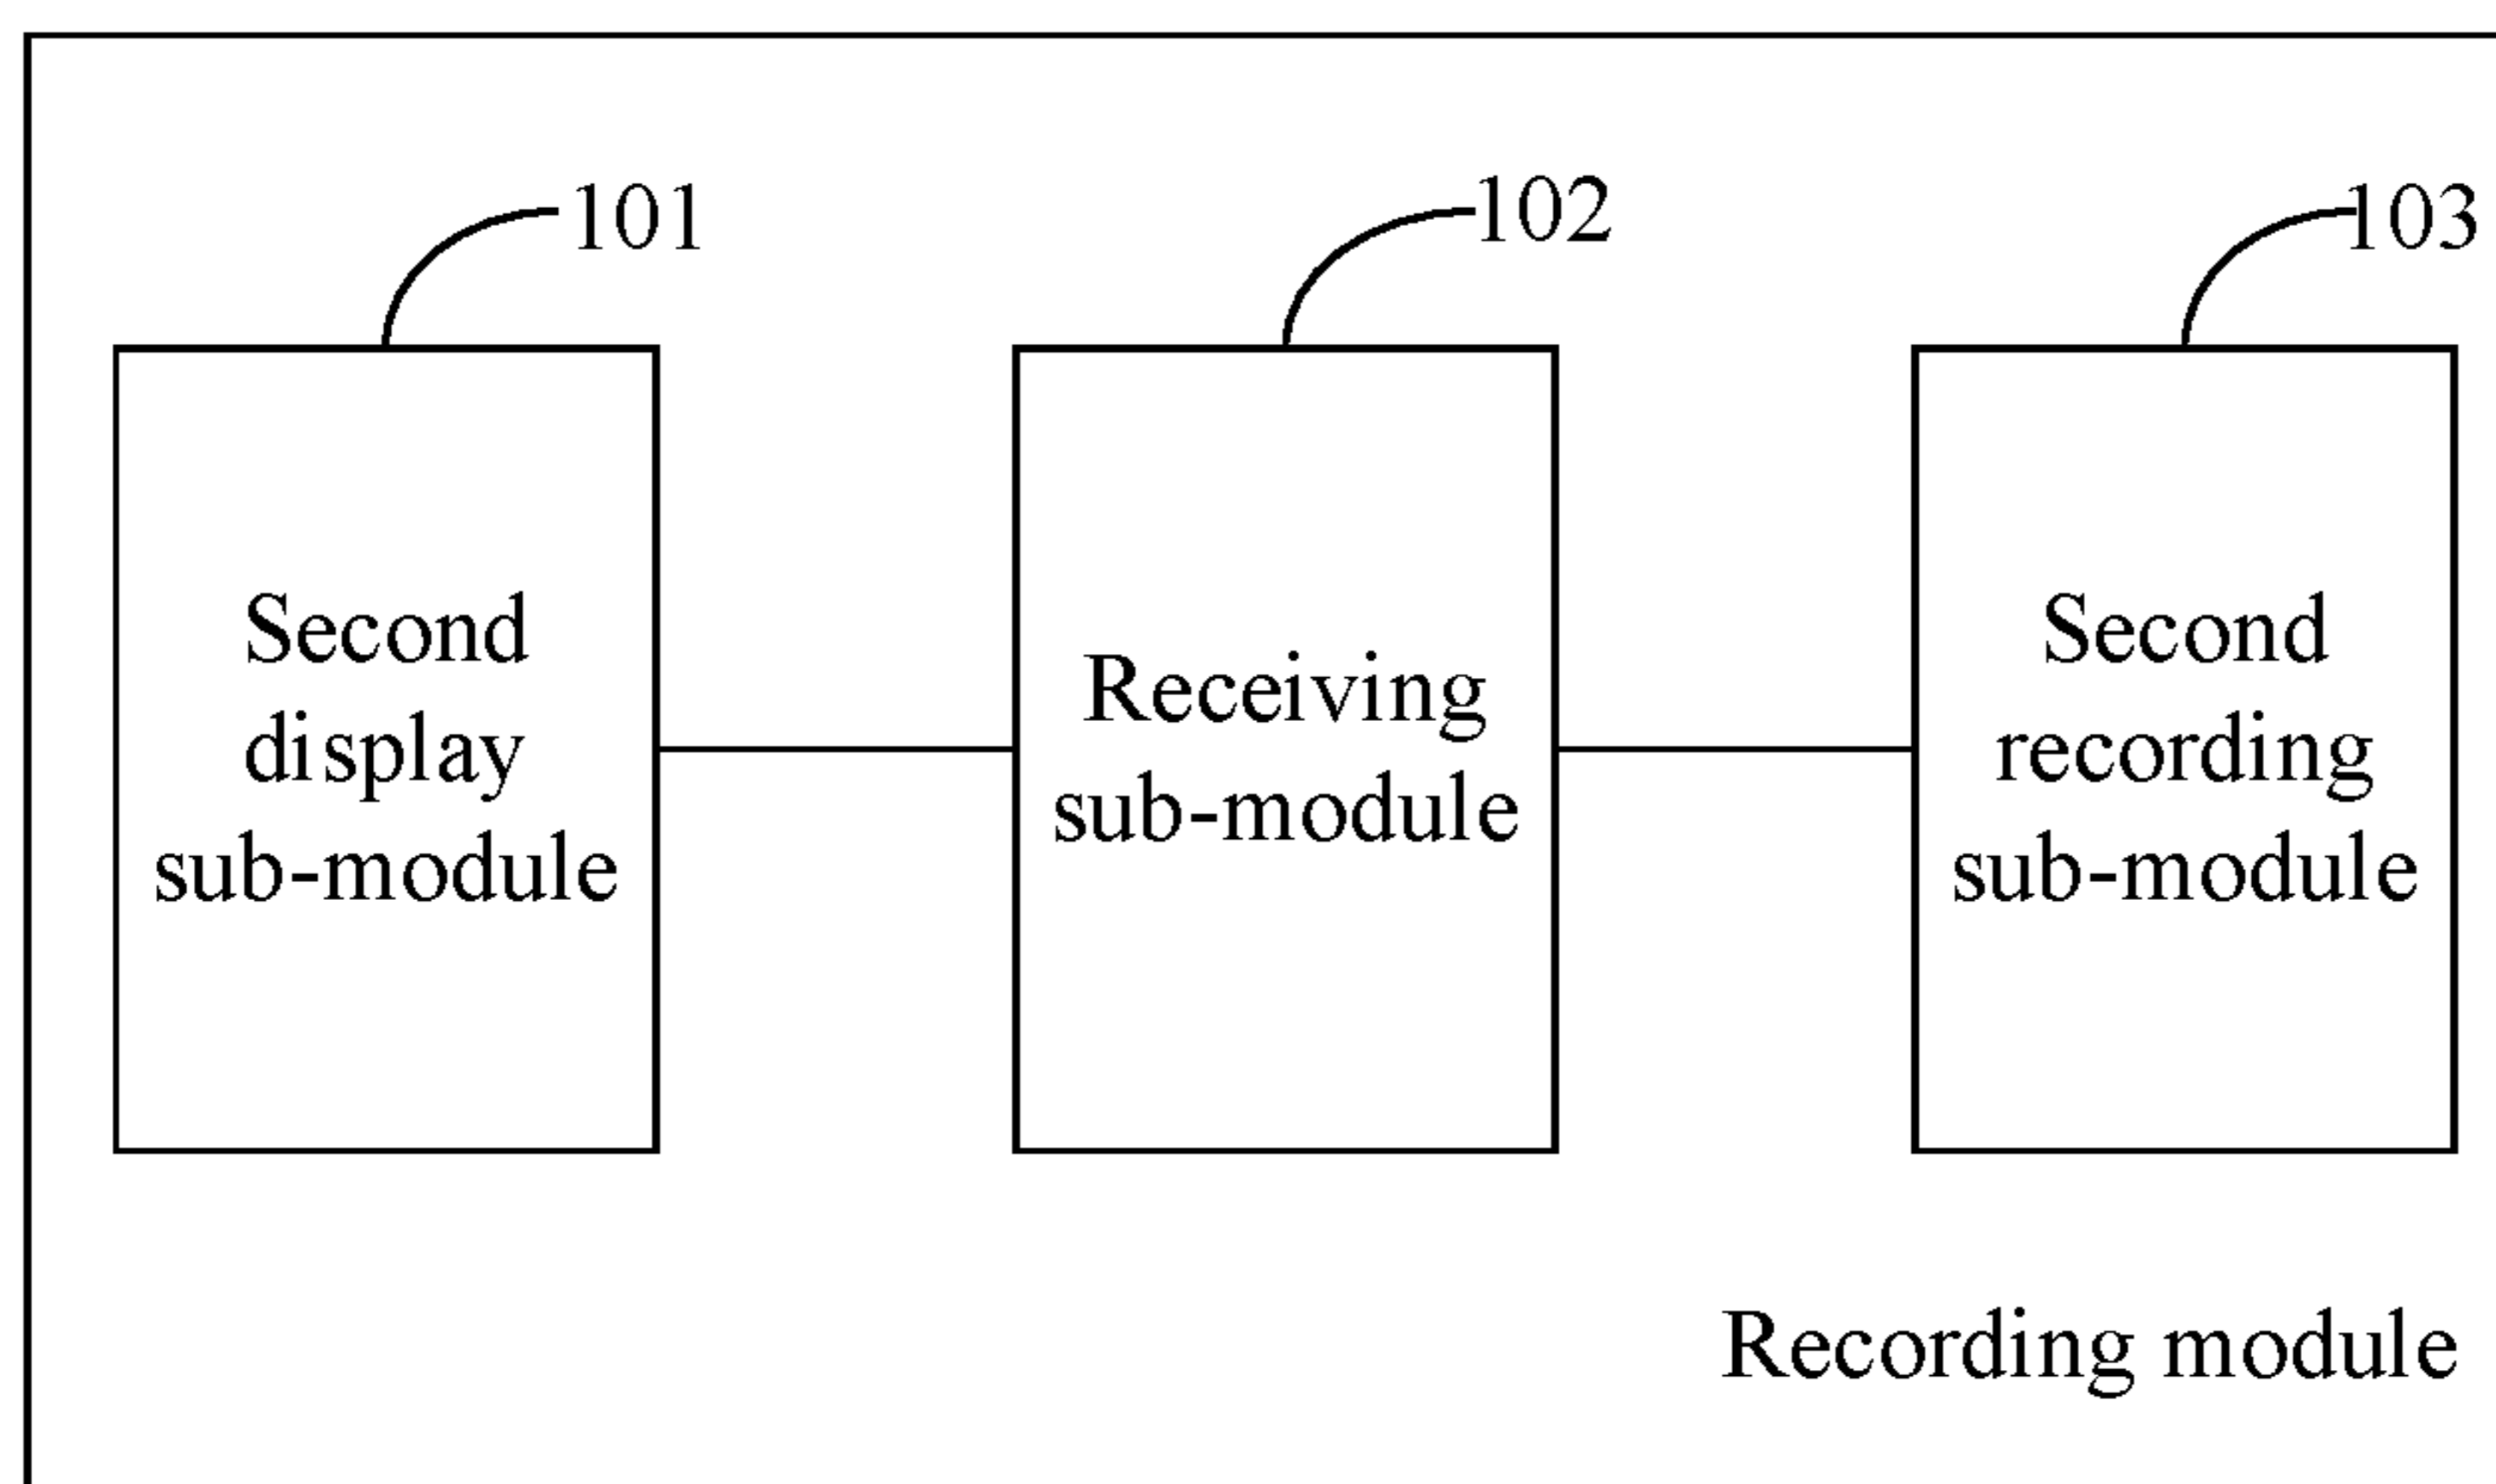 101
102
103
Second
display
sub-module
Receiving
sub-module
Second
recording
sub-module
Recording module